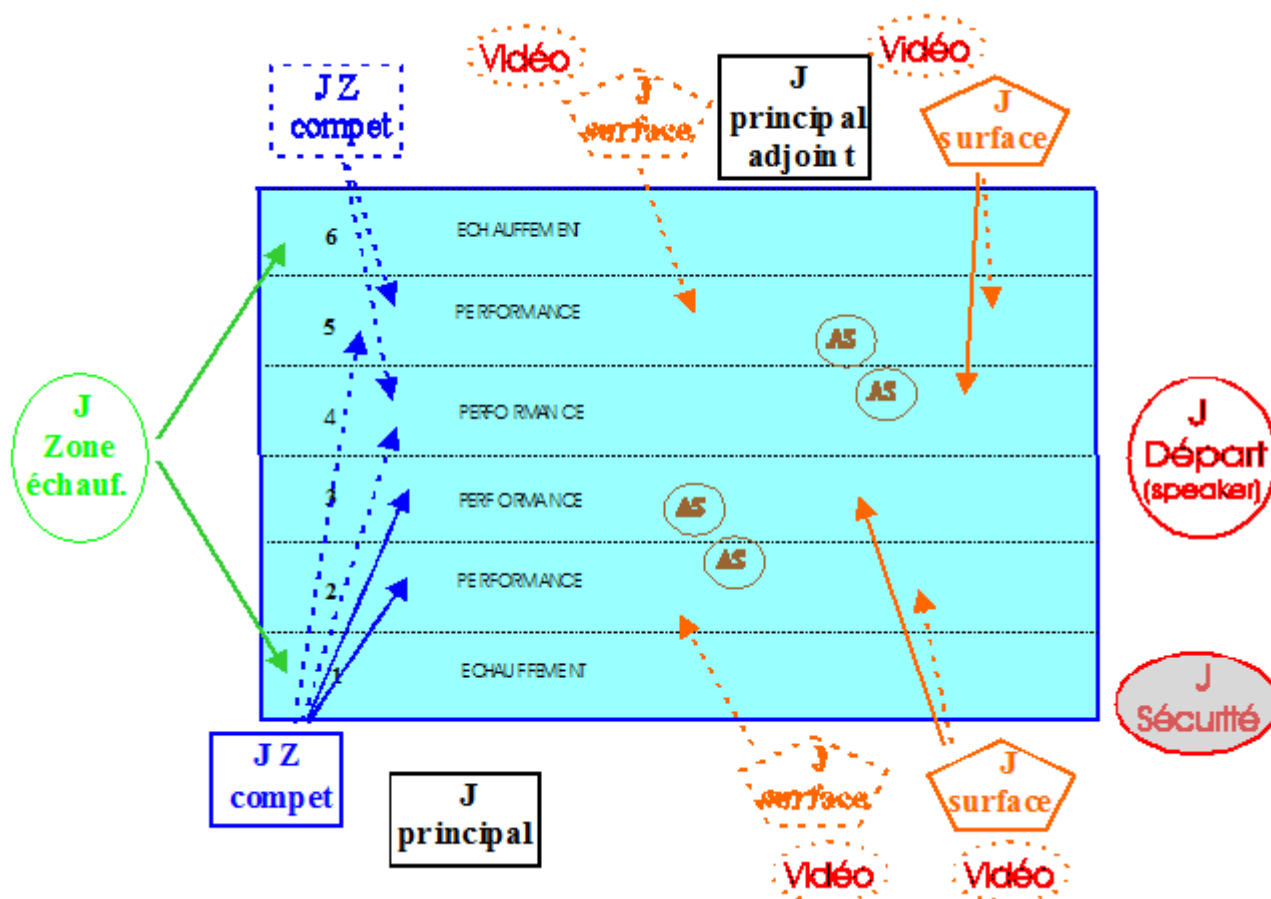 Vidéo
Vidéo
J Z
compet
J
surface
J
principal
adjoint
J
surface
6
ECHAUFFEMENT
5
PERFORMANCE
AS
4
PERFORMANCE
AS
J
Zone
échauf.
J
Départ
(speaker)
3
PERFORMANCE
AS
2
PERFORMANCE
AS
1
ECHAUFFEMENT
J
Sécurité
J Z
compet
J
principal
J
surface
J
surface
Vidéo
Vidéo